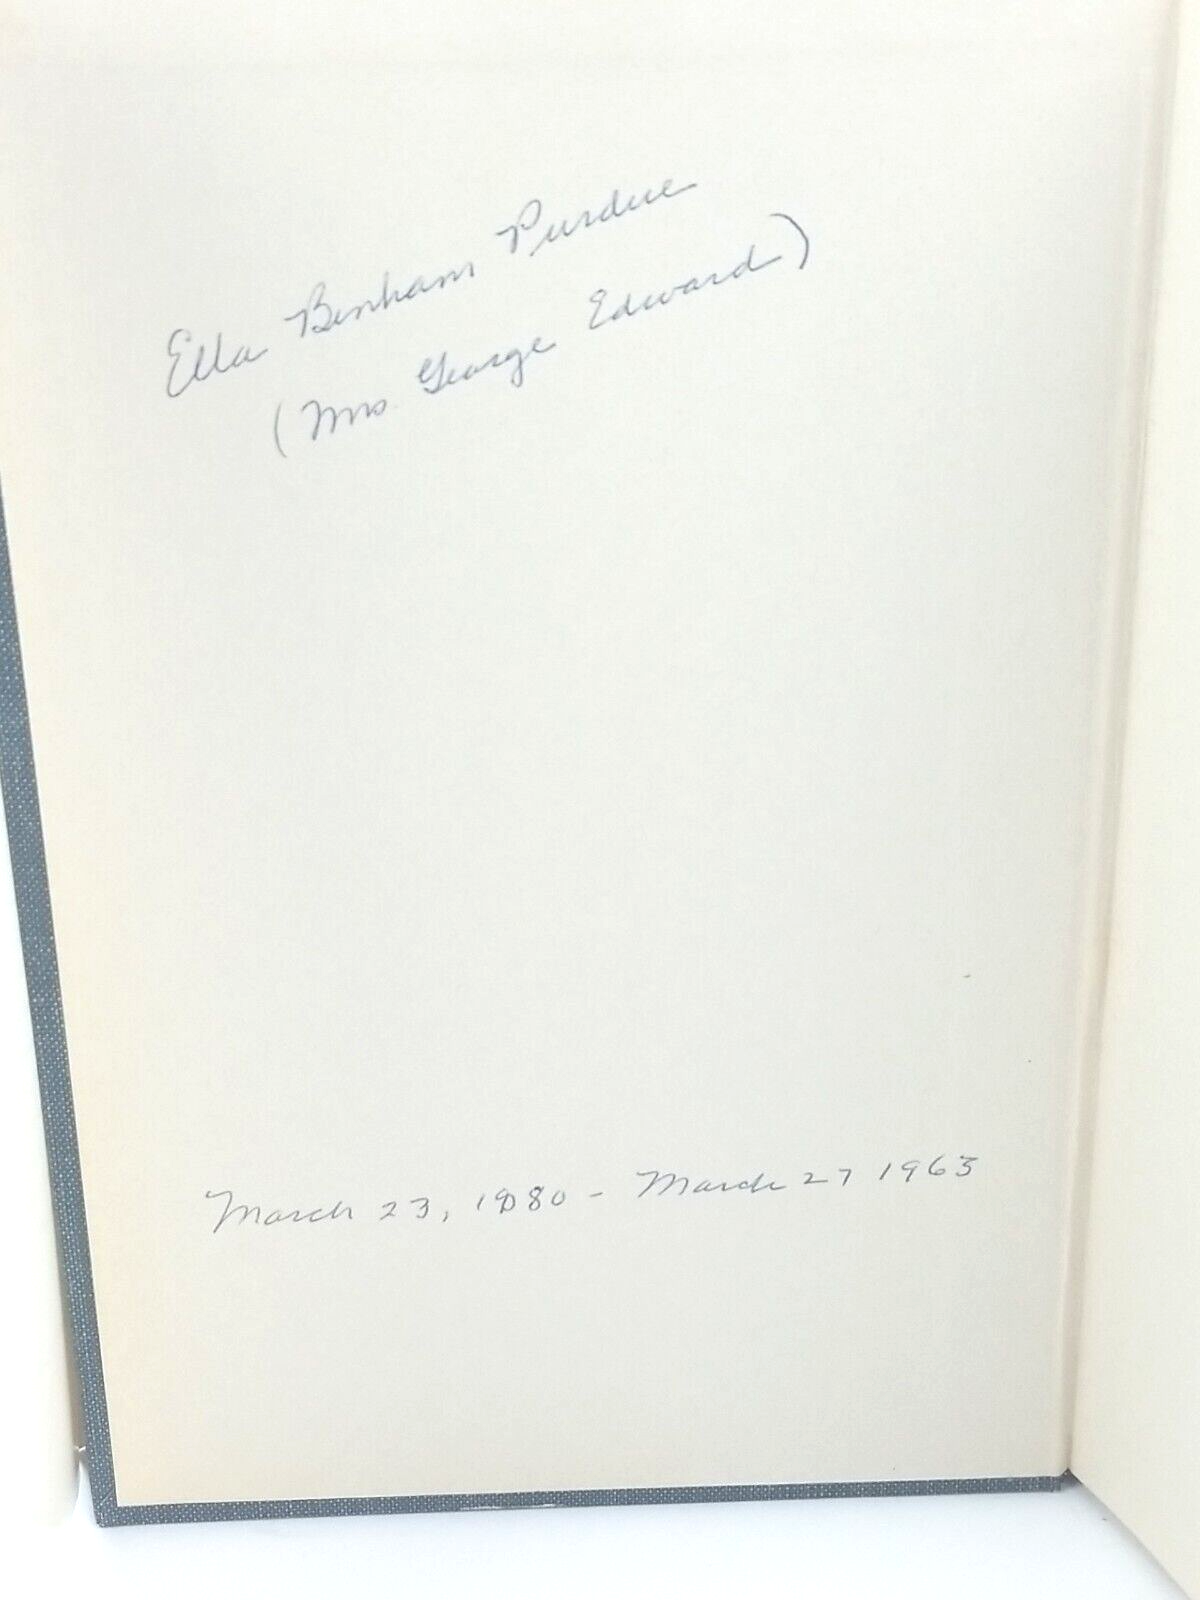 Ella Benham Purdue
(Mrs. George Edward)
March 23, 1880 - March 27 1963